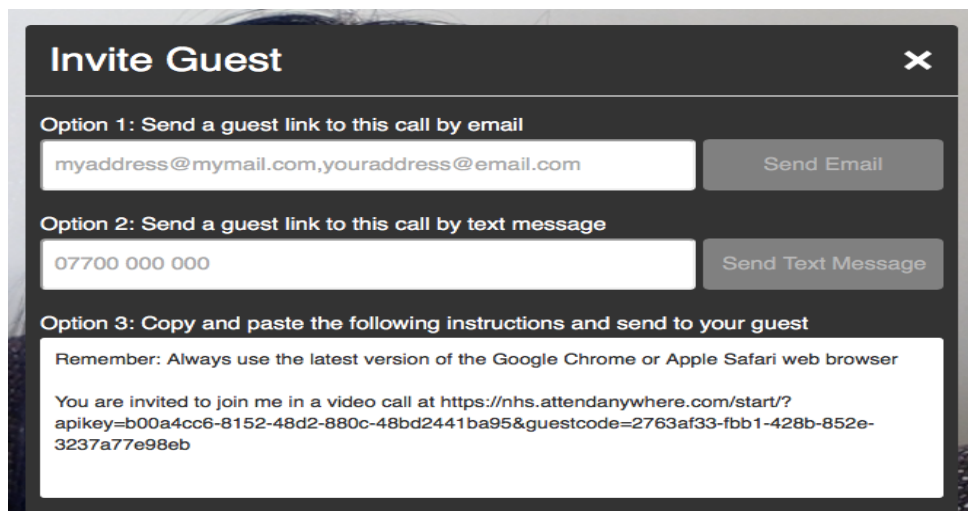 Invite Guest
×
Option 1: Send a guest link to this call by email
myaddress@mymail.com,youraddress@email.com
Send Email
Option 2: Send a guest link to this call by text message
07700 000 000
Send Text Message
Option 3: Copy and paste the following instructions and send to your guest
Remember: Always use the latest version of the Google Chrome or Apple Safari web browser
You are invited to join me in a video call at https://nhs.attendanywhere.com/start/?
apikey=b00a4cc6-8152-48d2-880c-48bd2441ba95&guestcode=2763af33-fbb1-428b-852e-
3237a77e98eb